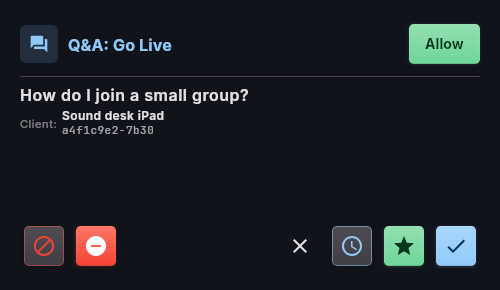 Q&A: Go Live
Allow
How do I join a small group?
Client: Sound desk iPad
a4f1c9e2-7b30